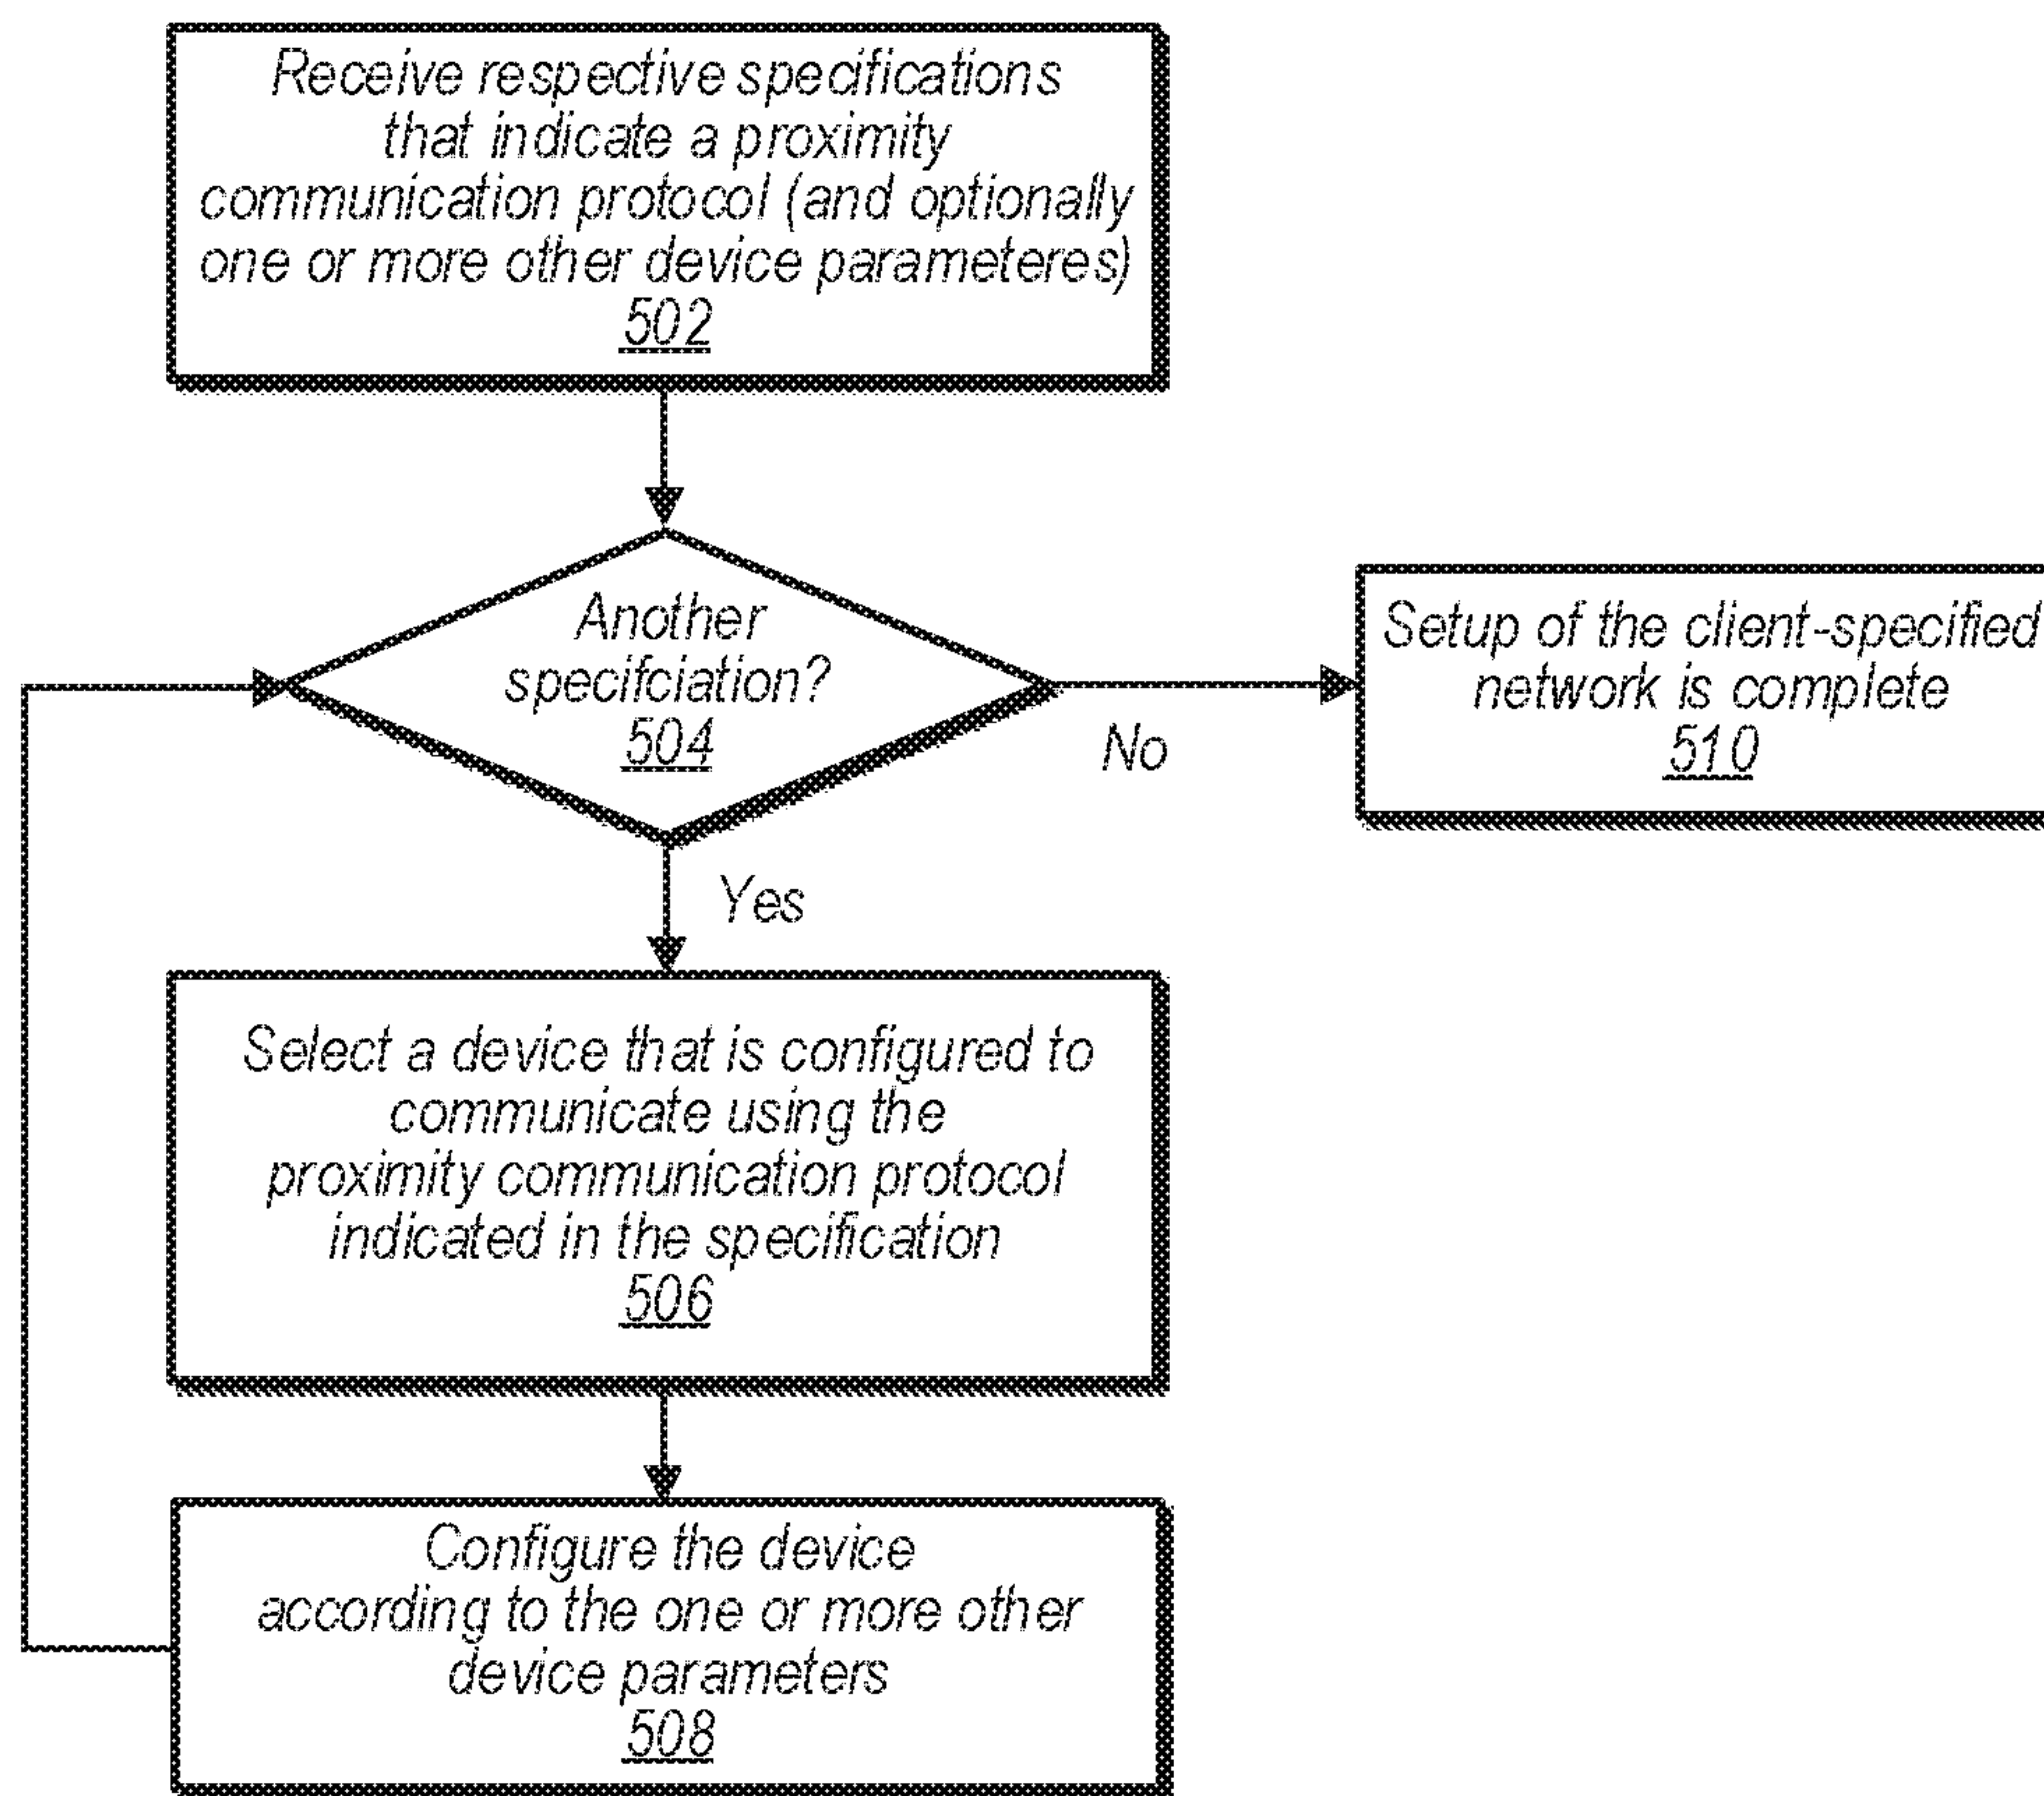 Receive respective specifications
that indicate a proximity
communication protocol (and optionally
one or more other device parameteres)
502
Another
specifciation?
504
No
Setup of the client-specified
network is complete
510
Yes
Select a device that is configured to
communicate using the
proximity communication protocol
indicated in the specification
506
Configure the device
according to the one or more other
device parameters
508